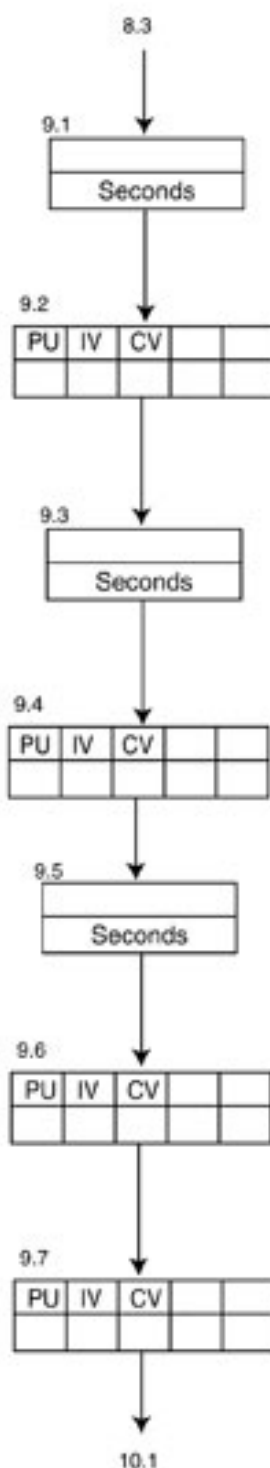 8.3
9.1
Seconds
9.2
PU IV CV
9.3
Seconds
9.4
PU IV CV
9.5
Seconds
9.6
PU IV CV
9.7
PU IV CV
10.1